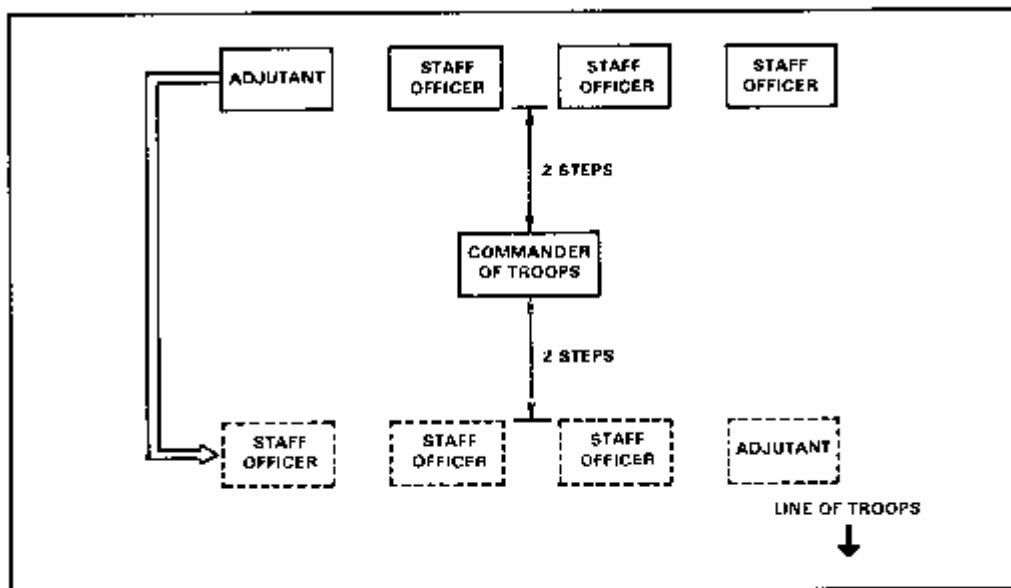 ADJUTANT
STAFF
OFFICER
STAFF
OFFICER
STAFF
OFFICER
2 STEPS
COMMANDER
OF TROOPS
2 STEPS
STAFF
OFFICER
STAFF
OFFICER
STAFF
OFFICER
ADJUTANT
LINE OF TROOPS